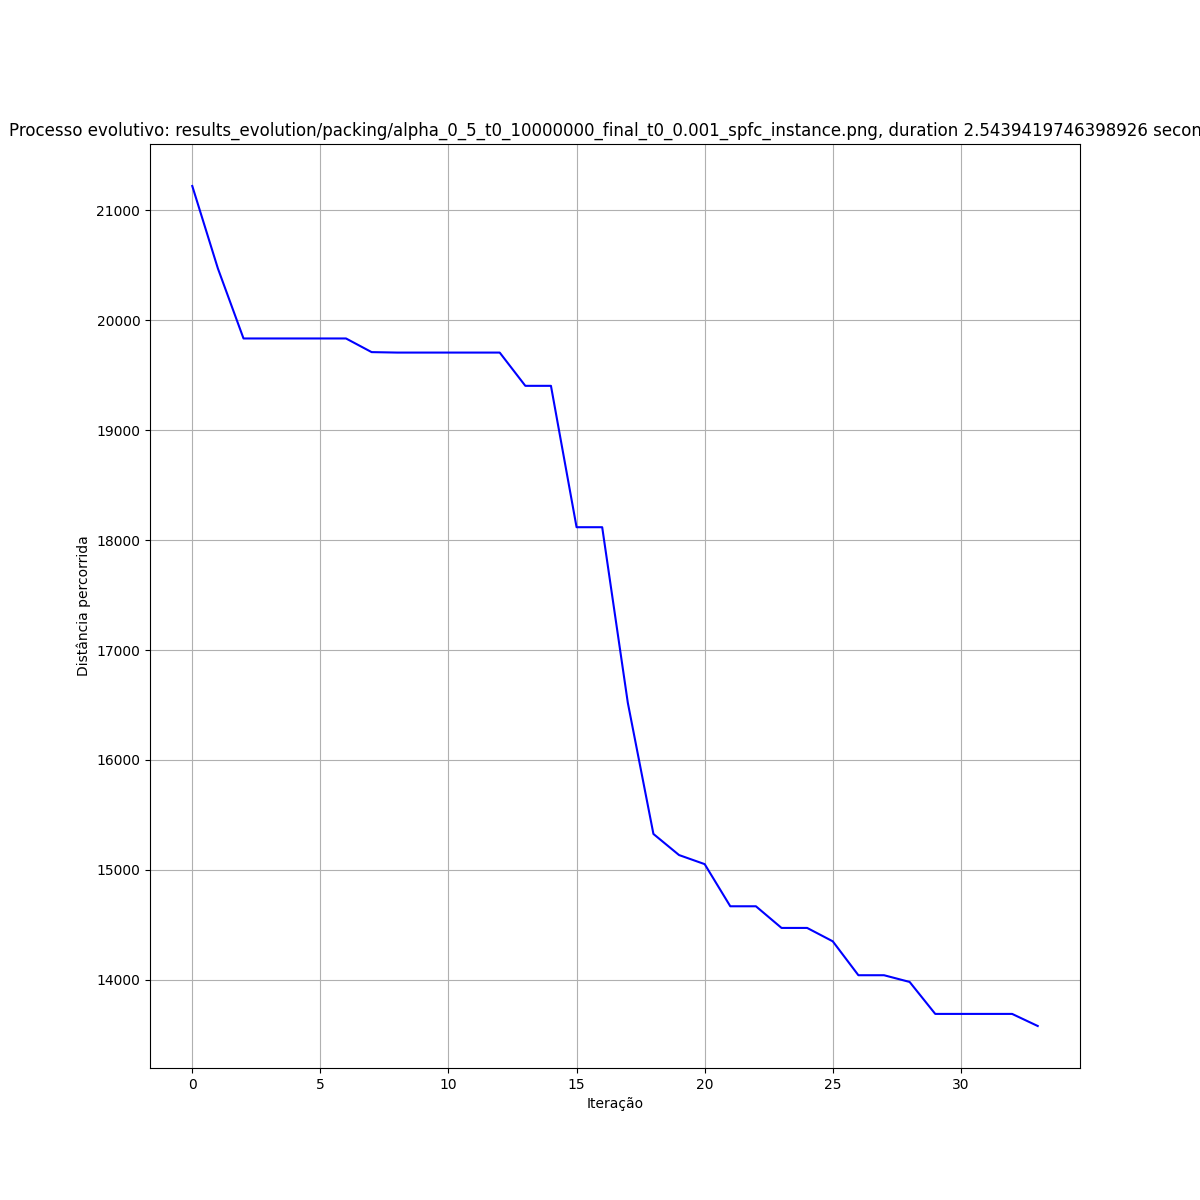 Processo evolutivo: results_evolution/packing/alpha_0_5_t0_10000000_final_t0_0.001_spfc_instance.png, duration 2.5439419746398926 secon
21000
20000
19000
18000
17000
16000
15000
14000
Distância percorrida
0 5 10 15 20 25 30
Iteração